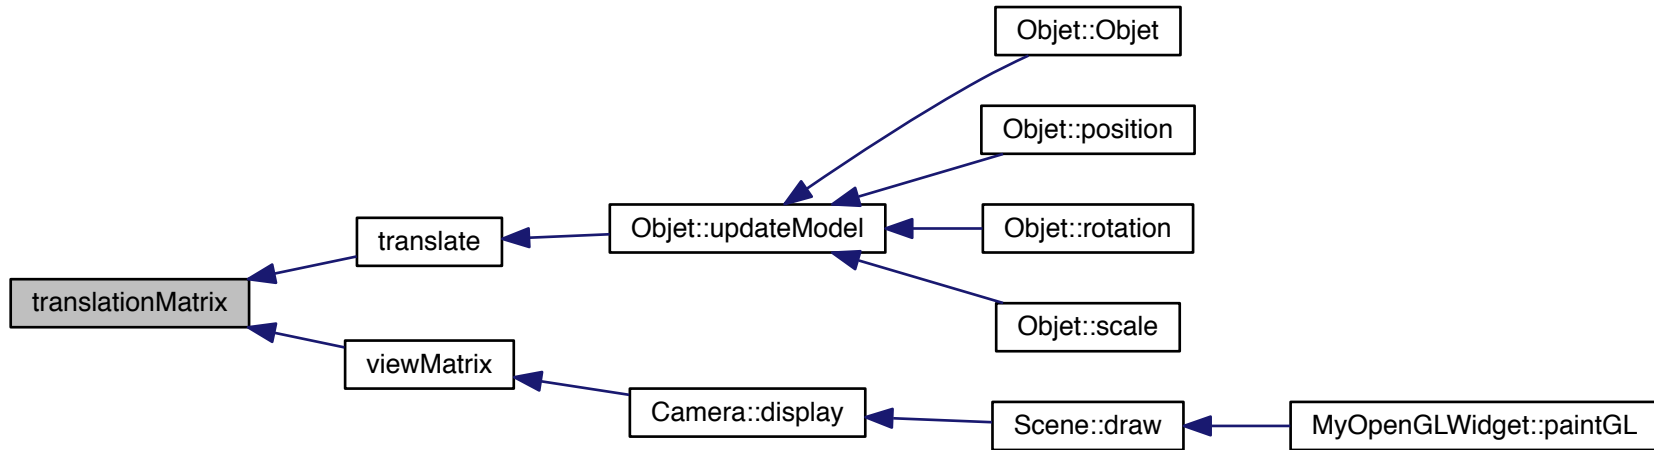 Objet::Objet
Objet::position
Objet::updateModel
Objet::rotation
translate
translationMatrix
Objet::scale
viewMatrix
Camera::display
Scene::draw
MyOpenGLWidget::paintGL